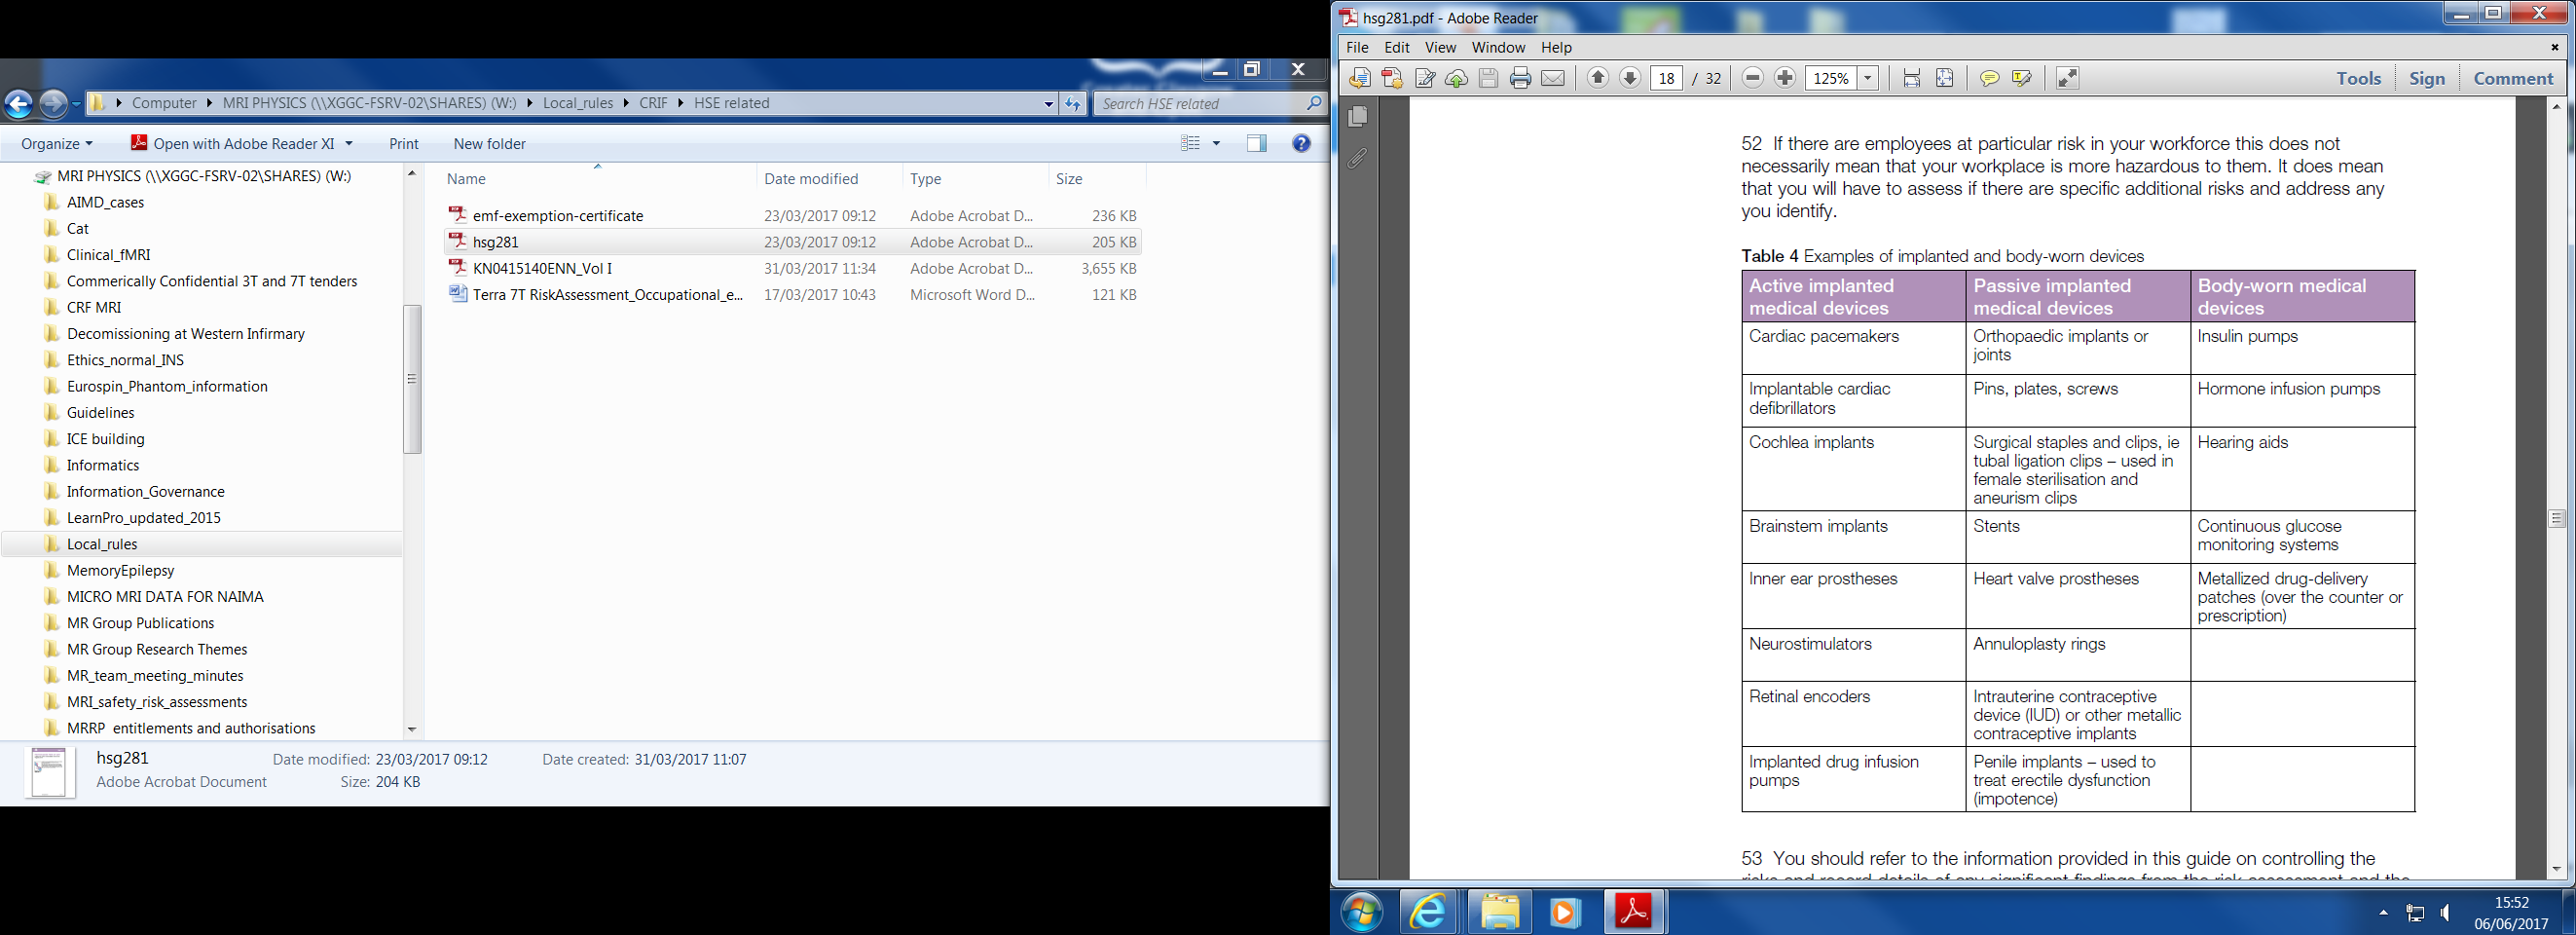 Computer ▸ MRI PHYSICS (\\XGGC-FSRV-02\SHARES) (W:) ▸ Local_rules ▸ CRIF ▸ HSE related
Search HSE related
Organize Open with Adobe Reader XI Print New folder
MRI PHYSICS (\\XGGC-FSRV-02\SHARES) (W:)
AIMD_cases
Cat
Clinical_fMRI
Commerically Confidential 3T and 7T tenders
CRF MRI
Decomissioning at Western Infirmary
Ethics_normal_INS
Eurospin_Phantom_information
Guidelines
ICE building
Informatics
Information_Governance
LearnPro_updated_2015
Local_rules
MemoryEpilepsy
MICRO MRI DATA FOR NAIMA
MR Group Publications
MR Group Research Themes
MR_team_meeting_minutes
MRI_safety_risk_assessments
MRRP entitlements and authorisations
Name Date modified Type Size
emf-exemption-certificate 23/03/2017 09:12 Adobe Acrobat D... 236 KB
hsg281 23/03/2017 09:12 Adobe Acrobat D... 205 KB
KN0415140ENN_Vol I 31/03/2017 11:34 Adobe Acrobat D... 3,655 KB
Terra 7T RiskAssessment_Occupational_e... 17/03/2017 10:43 Microsoft Word D... 121 KB
hsg281 Date modified: 23/03/2017 09:12 Date created: 31/03/2017 11:07
Adobe Acrobat Document Size: 204 KB
hsg281.pdf - Adobe Reader
File Edit View Window Help
18 / 32 125% Tools Sign Comment
52 If there are employees at particular risk in your workforce this does not
necessarily mean that your workplace is more hazardous to them. It does mean
that you will have to assess if there are specific additional risks and address any
you identify.
Table 4 Examples of implanted and body-worn devices
Active implanted
medical devices
Passive implanted
medical devices
Body-worn medical
devices
Cardiac pacemakers
Orthopaedic implants or
joints
Insulin pumps
Implantable cardiac
defibrillators
Pins, plates, screws
Hormone infusion pumps
Cochlea implants
Surgical staples and clips, ie
tubal ligation clips – used in
female sterilisation and
aneurism clips
Hearing aids
Brainstem implants
Stents
Continuous glucose
monitoring systems
Inner ear prostheses
Heart valve prostheses
Metallized drug-delivery
patches (over the counter or
prescription)
Neurostimulators
Annuloplasty rings
Retinal encoders
Intrauterine contraceptive
device (IUD) or other metallic
contraceptive implants
Implanted drug infusion
pumps
Penile implants – used to
treat erectile dysfunction
(impotence)
53 You should refer to the information provided in this guide on controlling the
risks and record details of any significant findings from the risk assessment and the
15:52
06/06/2017